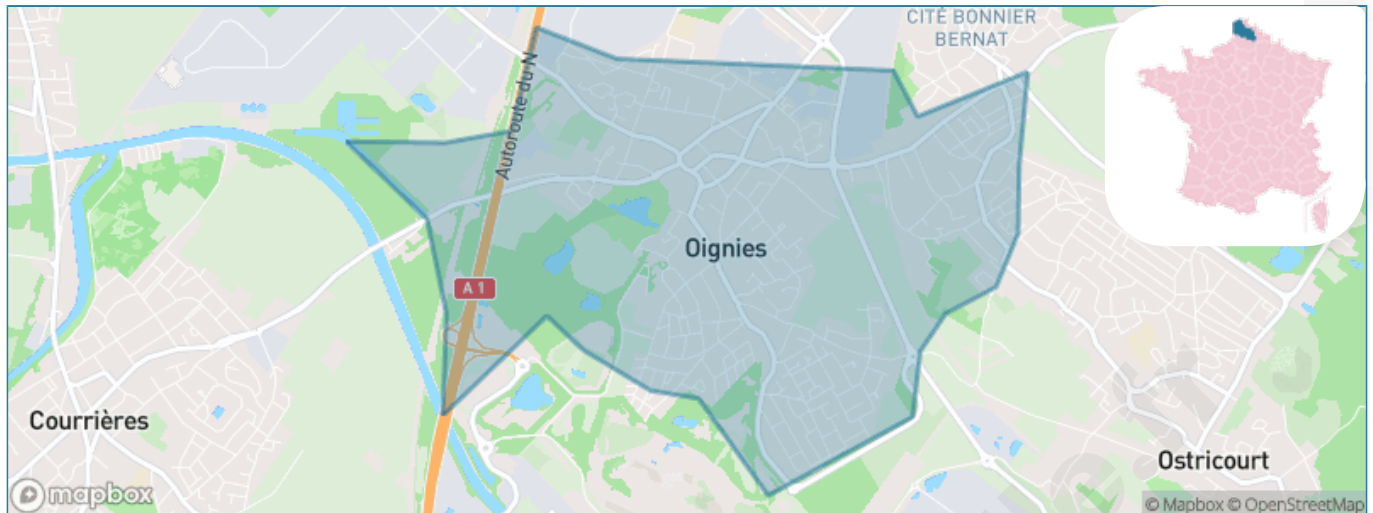 CITÉ BONNIER
BERNAT
Autoroute du N
Oignies
A 1
Courrières
Ostricourt
mapbox
© Mapbox © OpenStreetMap